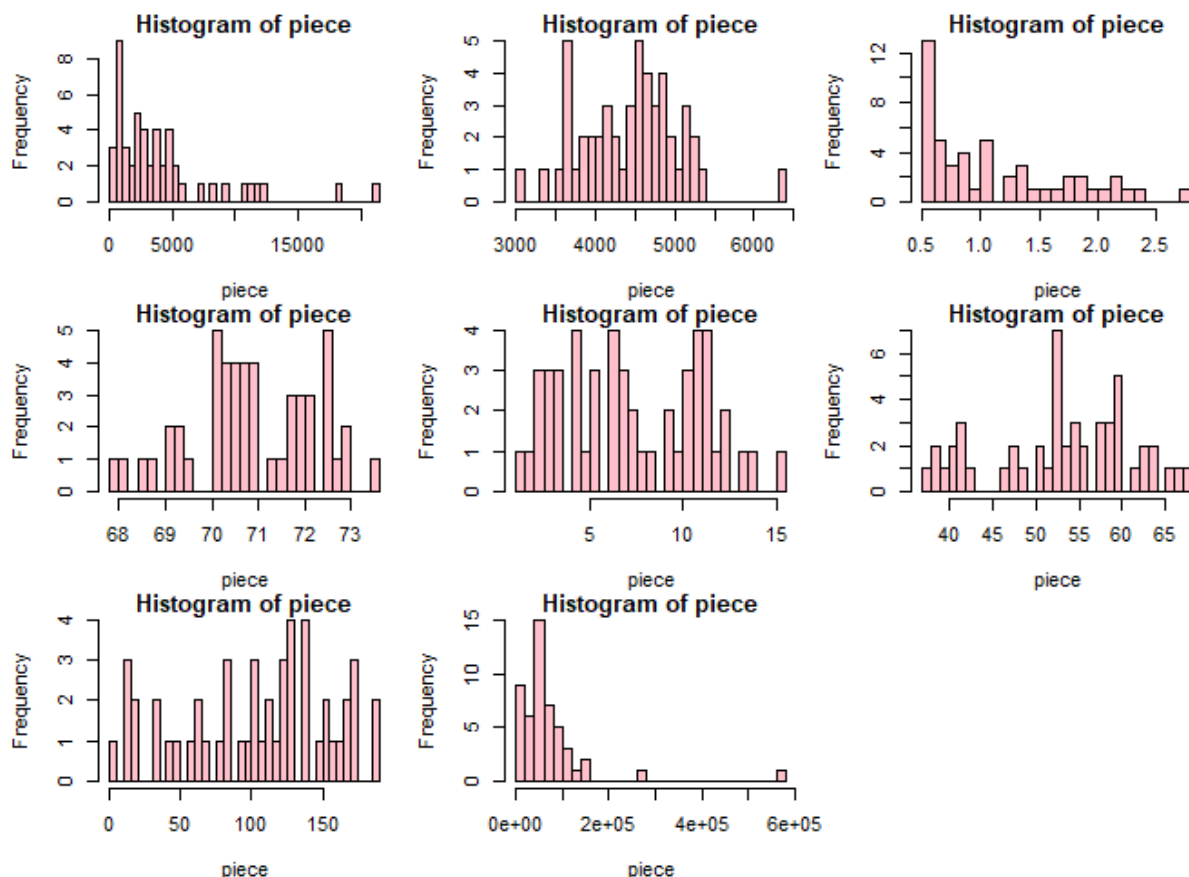 Histogram of piece
Frequency
0 2 4 6 8
0 5000 15000
piece
Histogram of piece
Frequency
0 1 2 3 4 5
3000 4000 5000 6000
piece
Histogram of piece
Frequency
0 3 6 9 12
0.5 1.0 1.5 2.0 2.5
piece
Histogram of piece
Frequency
0 1 2 3 4 5
68 69 70 71 72 73
piece
Histogram of piece
Frequency
0 1 2 3 4
5 10 15
piece
Histogram of piece
Frequency
0 2 4 6
40 45 50 55 60 65
piece
Histogram of piece
Frequency
0 1 2 3 4
0 50 100 150
piece
Histogram of piece
Frequency
0 5 10 15
0e+00 2e+05 4e+05 6e+05
piece